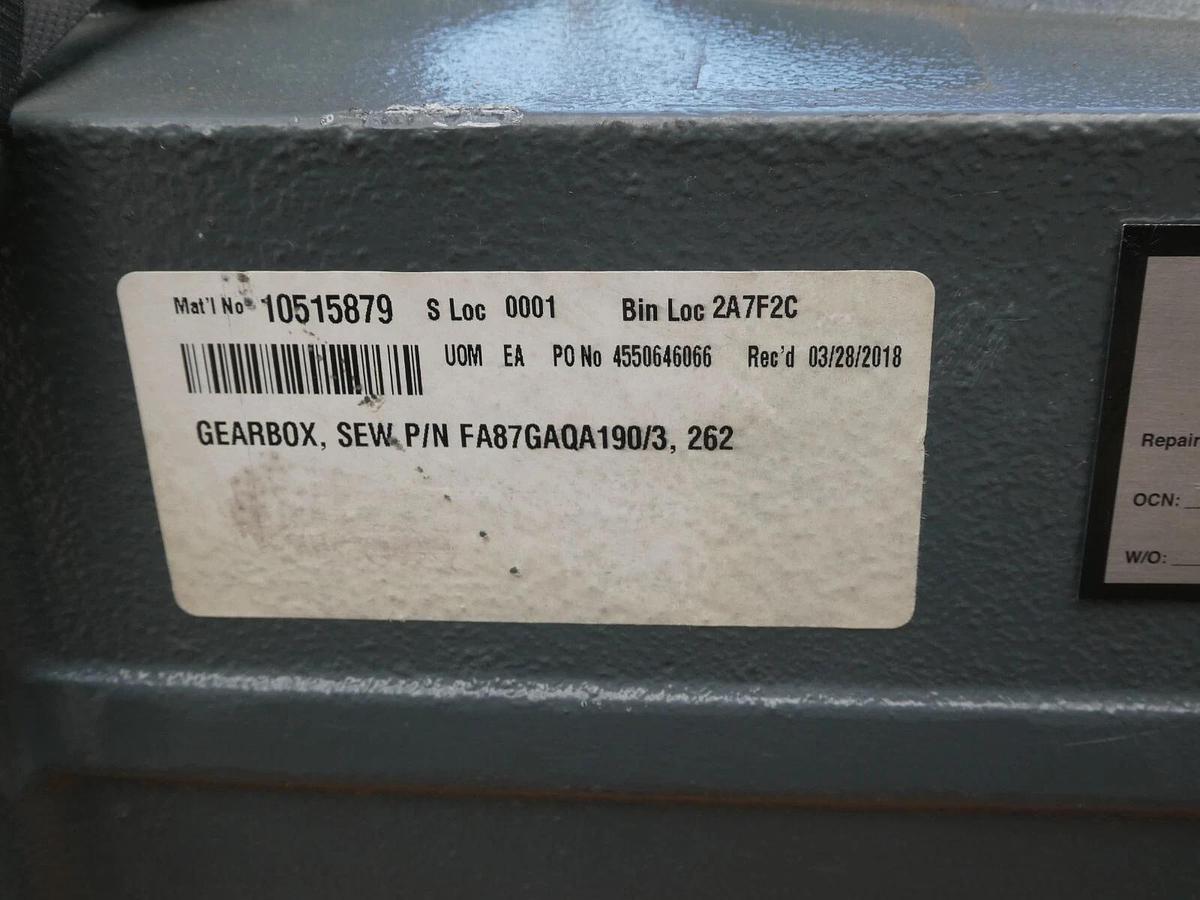 Mat'l No 10515879 S Loc 0001 Bin Loc 2A7F2C
UOM EA PO No 4550646066 Rec'd 03/28/2018
GEARBOX, SEW P/N FA87GAQA190/3, 262
Repair
OCN:
W/O: